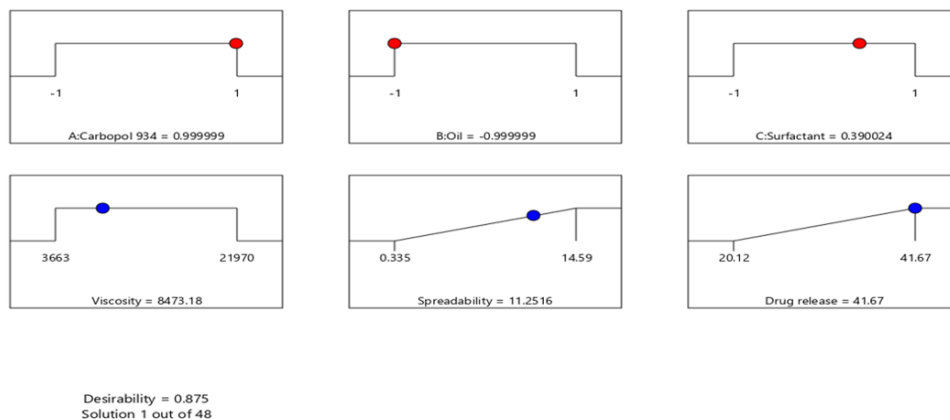 -1 1
A:Carbopol 934 = 0.999999
-1 1
B:Oil = -0.999999
-1 1
C:Surfactant = 0.390024
3663 21970
Viscosity = 8473.18
0.335 14.59
Spreadability = 11.2516
20.12 41.67
Drug release = 41.67
Desirability = 0.875
Solution 1 out of 48